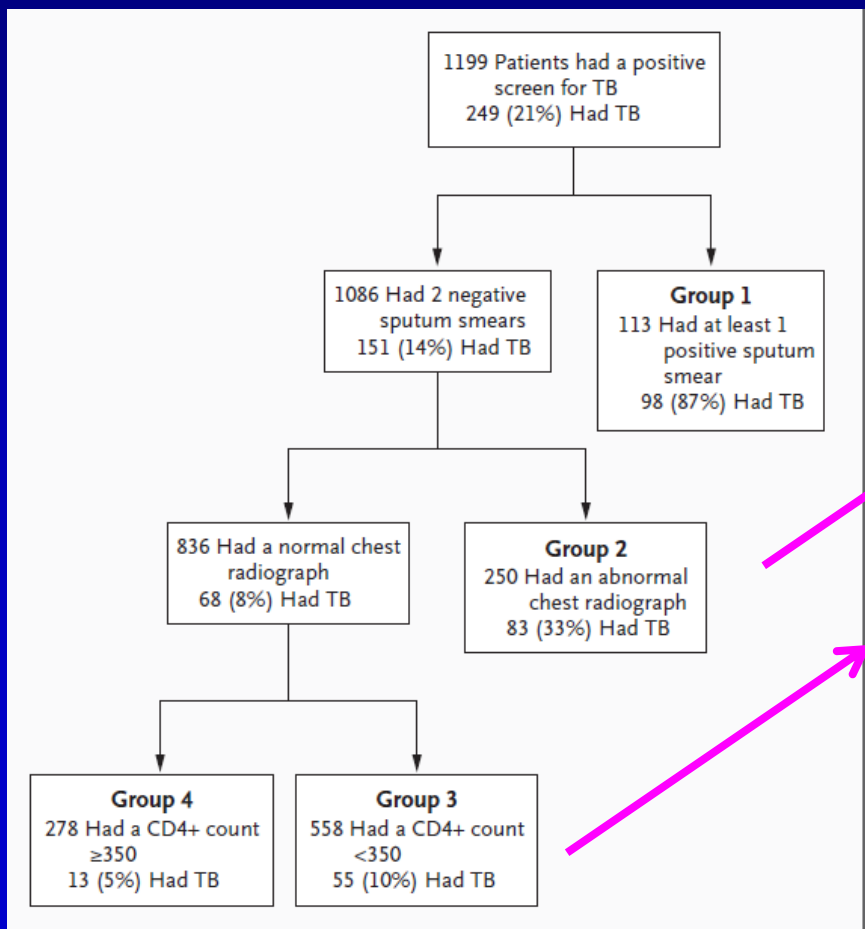 1199 Patients had a positive
screen for TB
249 (21%) Had TB
1086 Had 2 negative
sputum smears
151 (14%) Had TB
Group 1
113 Had at least 1
positive sputum
smear
98 (87%) Had TB
836 Had a normal chest
radiograph
68 (8%) Had TB
Group 2
250 Had an abnormal
chest radiograph
83 (33%) Had TB
Group 4
278 Had a CD4+ count
≥350
13 (5%) Had TB
Group 3
558 Had a CD4+ count
<350
55 (10%) Had TB